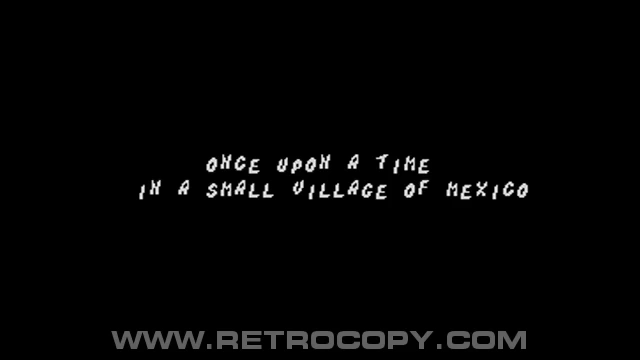 ONCE UPON A TIME
IN A SMALL VILLAGE OF MEXICO
WWW.RETROCOPY.COM